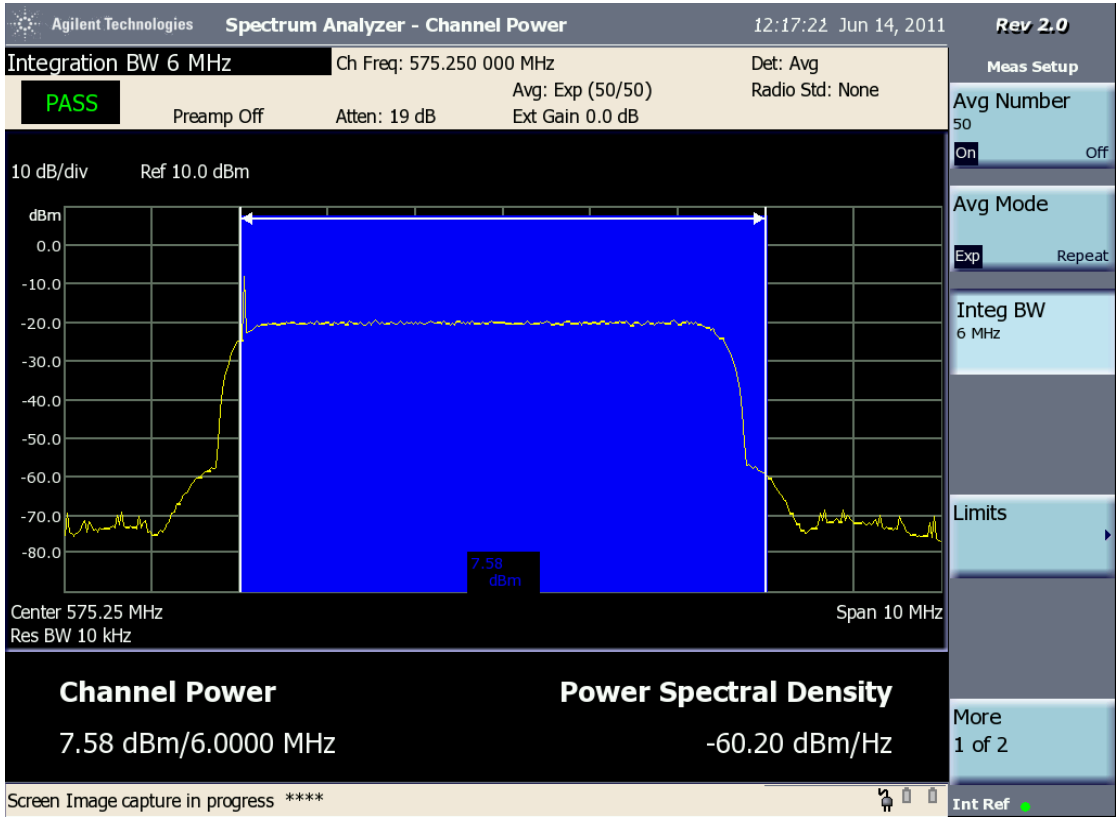 Agilent Technologies Spectrum Analyzer - Channel Power 12:17:21 Jun 14, 2011 Rev 2.0
Integration BW 6 MHz Ch Freq: 575.250 000 MHz Det: Avg
PASS Avg: Exp (50/50) Radio Std: None
Preamp Off Atten: 19 dB Ext Gain 0.0 dB
10 dB/div Ref 10.0 dBm
dBm
0.0
-10.0
-20.0
-30.0
-40.0
-50.0
-60.0
-70.0
-80.0
7.58
dBm
Center 575.25 MHz Span 10 MHz
Res BW 10 kHz
Channel Power Power Spectral Density
7.58 dBm/6.0000 MHz -60.20 dBm/Hz
Screen Image capture in progress ****
Meas Setup
Avg Number
50
On Off
Avg Mode
Exp Repeat
Integ BW
6 MHz
Limits
More
1 of 2
Int Ref